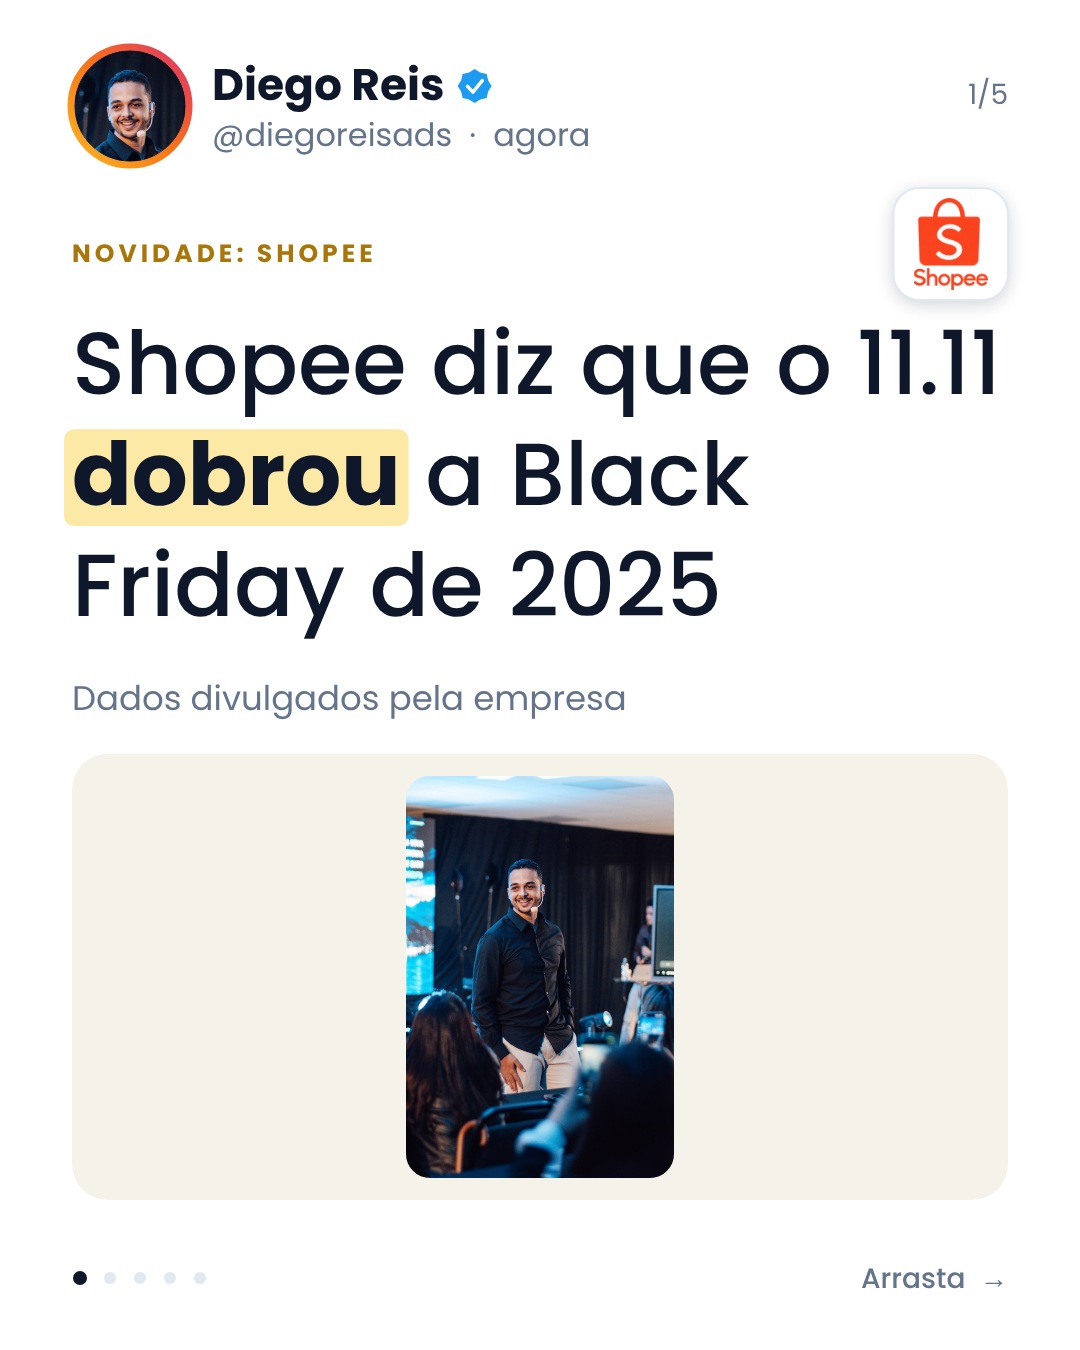 Diego Reis
1/5
@diegoreisads · agora
NOVIDADE: SHOPEE
S
Shopee
Shopee diz que o 11.11
dobrou a Black
Friday de 2025
Dados divulgados pela empresa
Arrasta →